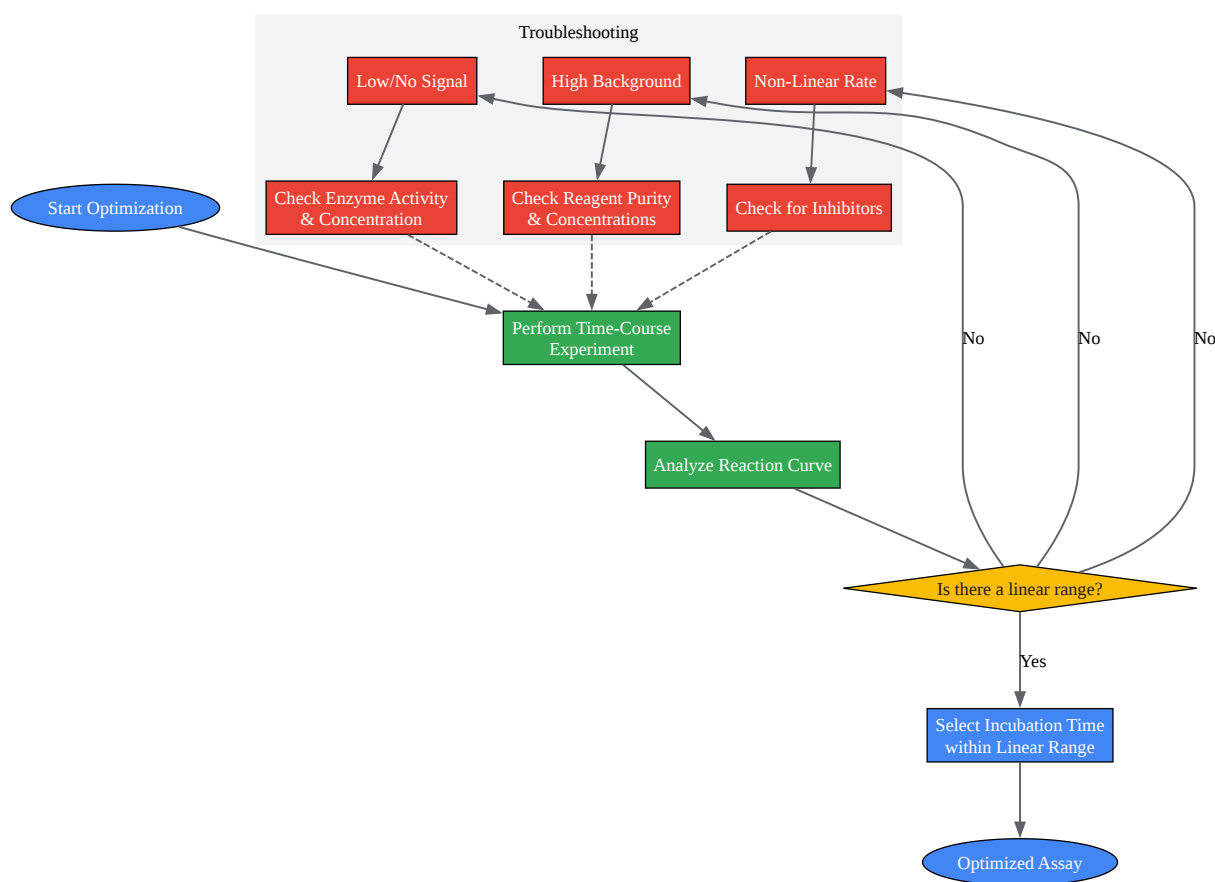 Troubleshooting
Low/No Signal
High Background
Non-Linear Rate
Start Optimization
Check Enzyme Activity
& Concentration
Check Reagent Purity
& Concentrations
Check for Inhibitors
Perform Time-Course
Experiment
No
No
No
Analyze Reaction Curve
Is there a linear range?
Yes
Select Incubation Time
within Linear Range
Optimized Assay